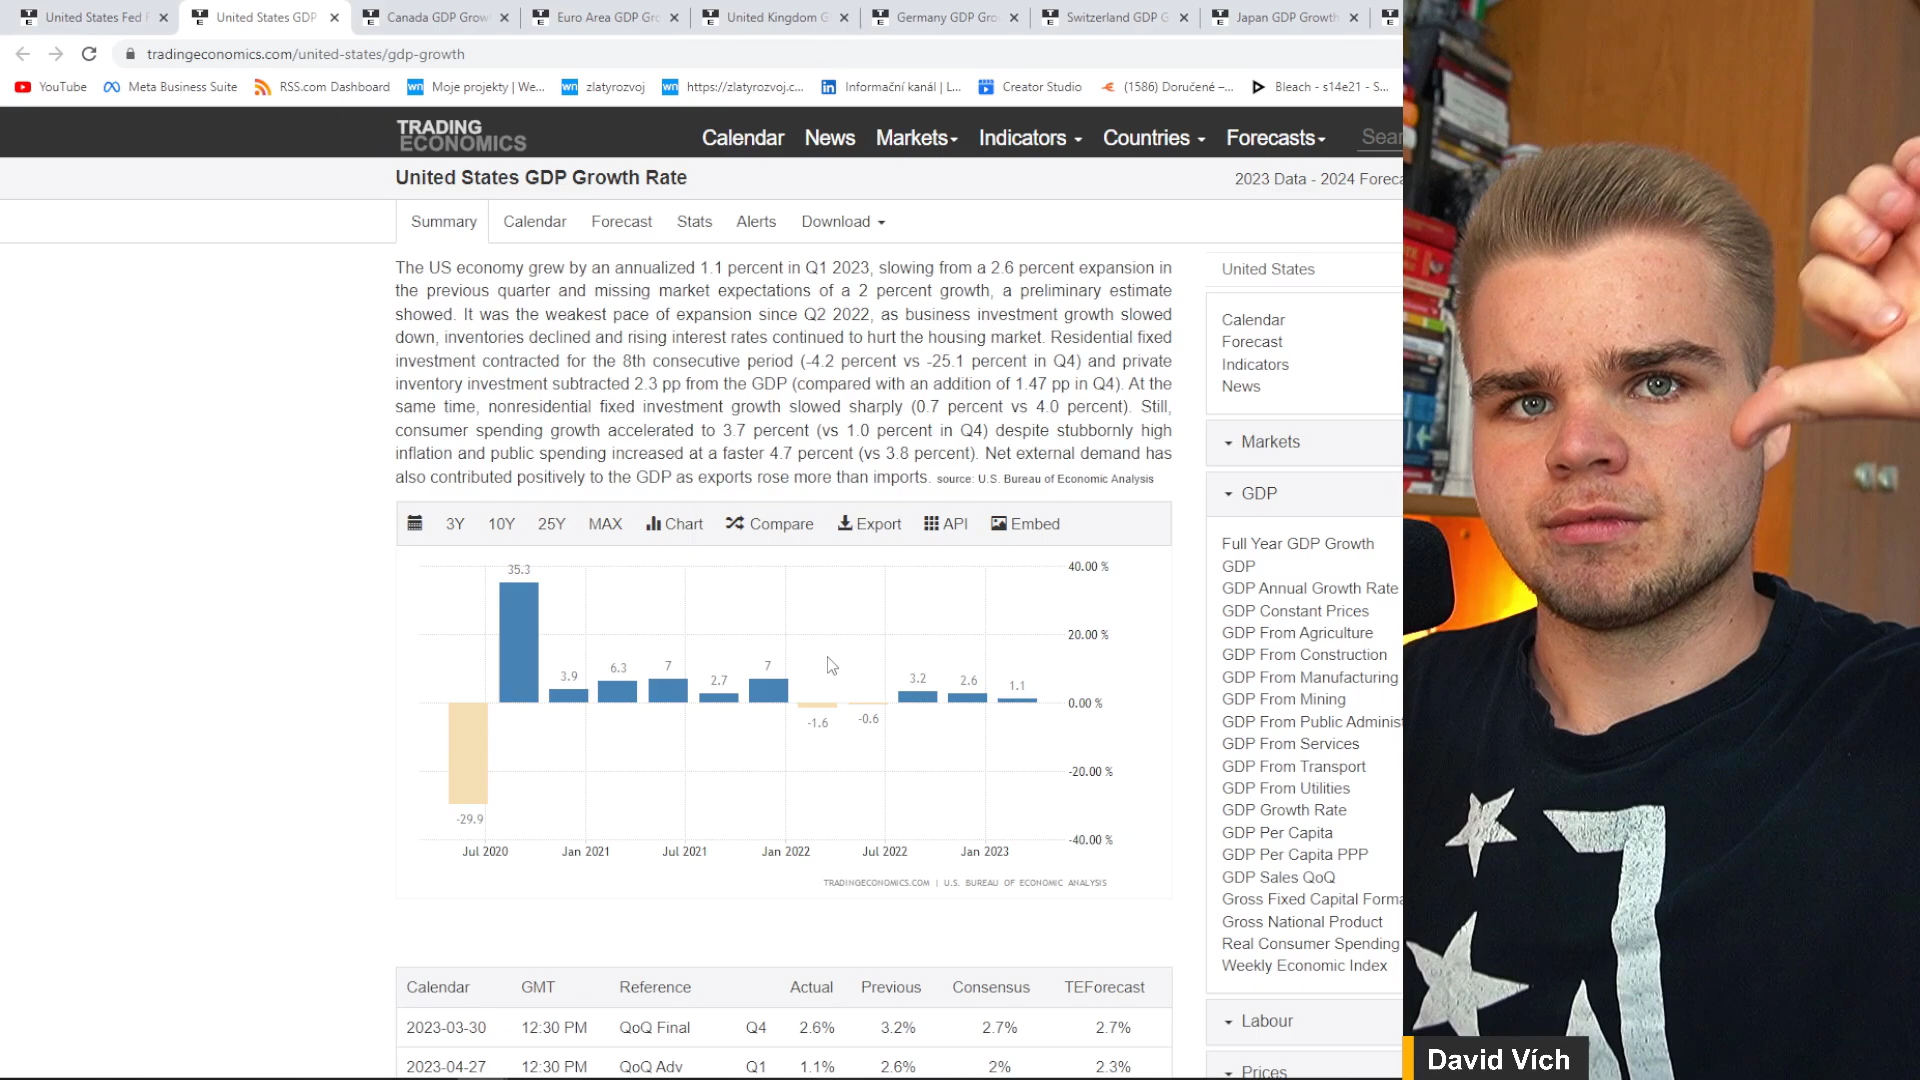 United States Fed F
United States GDP
Canada GDP Grow
Euro Area GDP Gr
United Kingdom G
Germany GDP Gro
Switzerland GDP G
Japan GDP Growth
tradingeconomics.com/united-states/gdp-growth
YouTube
Meta Business Suite
RSS.com Dashboard
Moje projekty | We...
zlatyrozvoj
https://zlatyrozvoj.c...
Informační kanál | L...
Creator Studio
(1586) Doručené –...
Bleach - s14e21 - S...
TRADING
ECONOMICS
Calendar News Markets Indicators Countries Forecasts Sear
United States GDP Growth Rate
2023 Data - 2024 Foreca
Summary Calendar Forecast Stats Alerts Download
The US economy grew by an annualized 1.1 percent in Q1 2023, slowing from a 2.6 percent expansion in
the previous quarter and missing market expectations of a 2 percent growth, a preliminary estimate
showed. It was the weakest pace of expansion since Q2 2022, as business investment growth slowed
down, inventories declined and rising interest rates continued to hurt the housing market. Residential fixed
investment contracted for the 8th consecutive period (-4.2 percent vs -25.1 percent in Q4) and private
inventory investment subtracted 2.3 pp from the GDP (compared with an addition of 1.47 pp in Q4). At the
same time, nonresidential fixed investment growth slowed sharply (0.7 percent vs 4.0 percent). Still,
consumer spending growth accelerated to 3.7 percent (vs 1.0 percent in Q4) despite stubbornly high
inflation and public spending increased at a faster 4.7 percent (vs 3.8 percent). Net external demand has
also contributed positively to the GDP as exports rose more than imports. source: U.S. Bureau of Economic Analysis
3Y 10Y 25Y MAX Chart Compare Export API Embed
35.3
3.9
6.3
7
2.7
7
-1.6
-0.6
3.2
2.6
1.1
-29.9
40.00 %
20.00 %
0.00 %
-20.00 %
-40.00 %
Jul 2020 Jan 2021 Jul 2021 Jan 2022 Jul 2022 Jan 2023
TRADINGECONOMICS.COM | U.S. BUREAU OF ECONOMIC ANALYSIS
Calendar GMT Reference Actual Previous Consensus TEForecast
2023-03-30 12:30 PM QoQ Final Q4 2.6% 3.2% 2.7% 2.7%
2023-04-27 12:30 PM QoQ Adv Q1 1.1% 2.6% 2% 2.3%
United States
Calendar
Forecast
Indicators
News
Markets
GDP
Full Year GDP Growth
GDP
GDP Annual Growth Rate
GDP Constant Prices
GDP From Agriculture
GDP From Construction
GDP From Manufacturing
GDP From Mining
GDP From Public Adminis
GDP From Services
GDP From Transport
GDP From Utilities
GDP Growth Rate
GDP Per Capita
GDP Per Capita PPP
GDP Sales QoQ
Gross Fixed Capital Forma
Gross National Product
Real Consumer Spending
Weekly Economic Index
Labour
Prices
David Vích